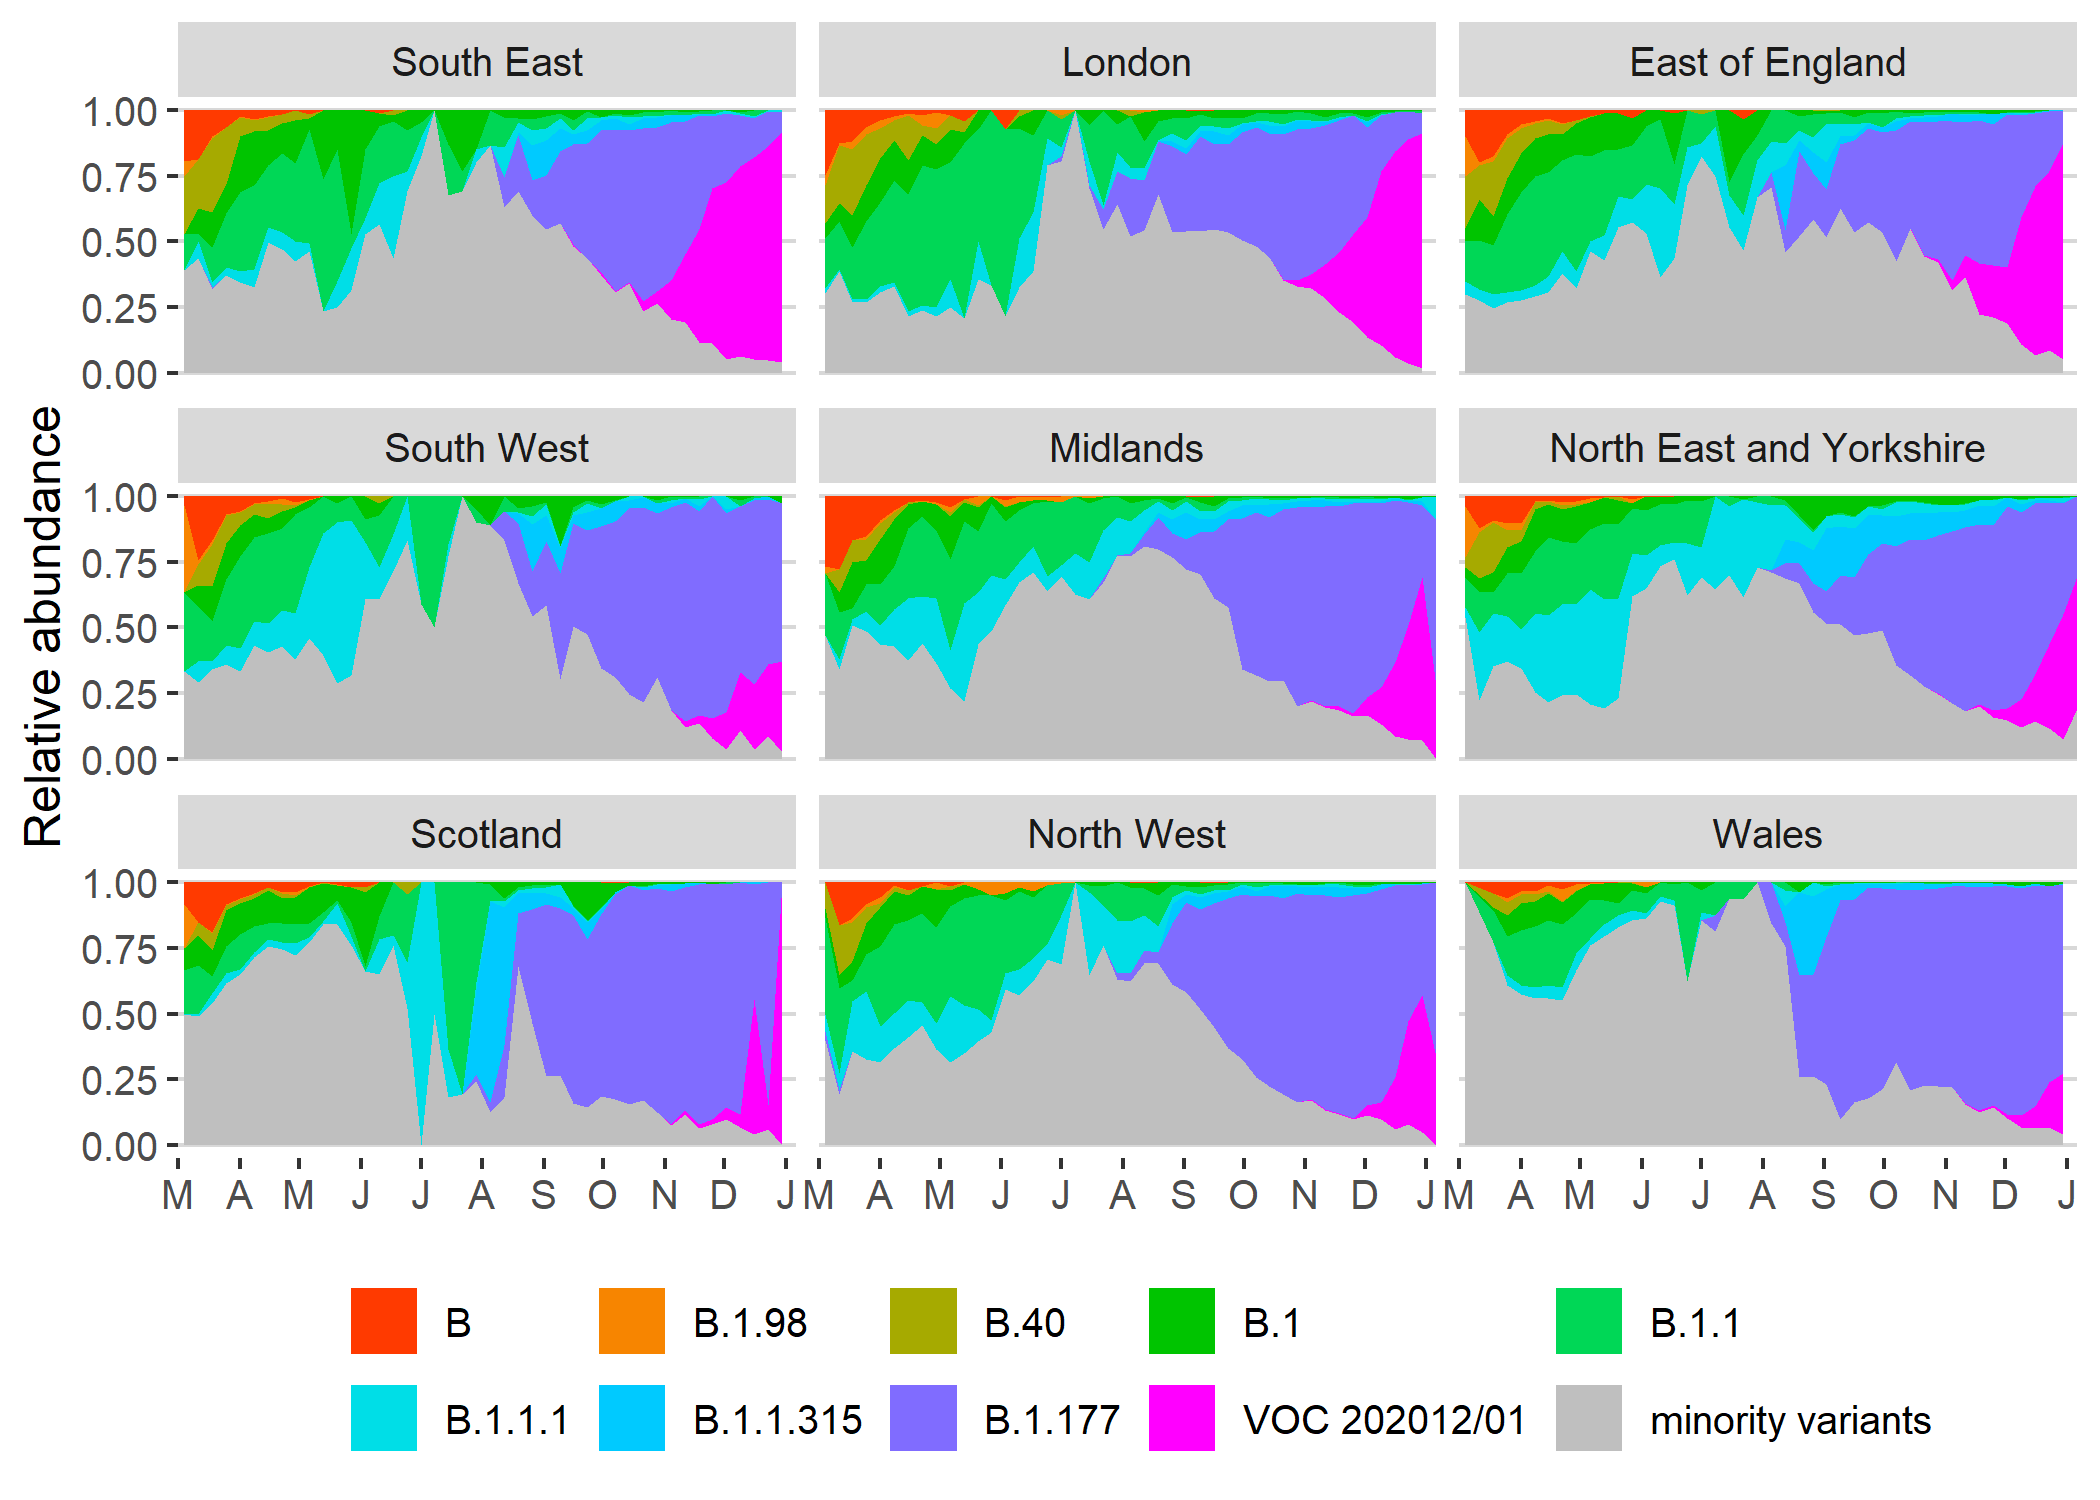 South East London East of England
1.00
0.75
0.50
0.25
0.00
South West Midlands North East and Yorkshire
1.00
0.75
0.50
0.25
0.00
Relative abundance
Scotland North West Wales
1.00
0.75
0.50
0.25
0.00
M A M J J A S O N D J M A M J J A S O N D J M A M J J A S O N D J
B B.1.98 B.40 B.1 B.1.1
B.1.1.1 B.1.1.315 B.1.177 VOC 202012/01 minority variants